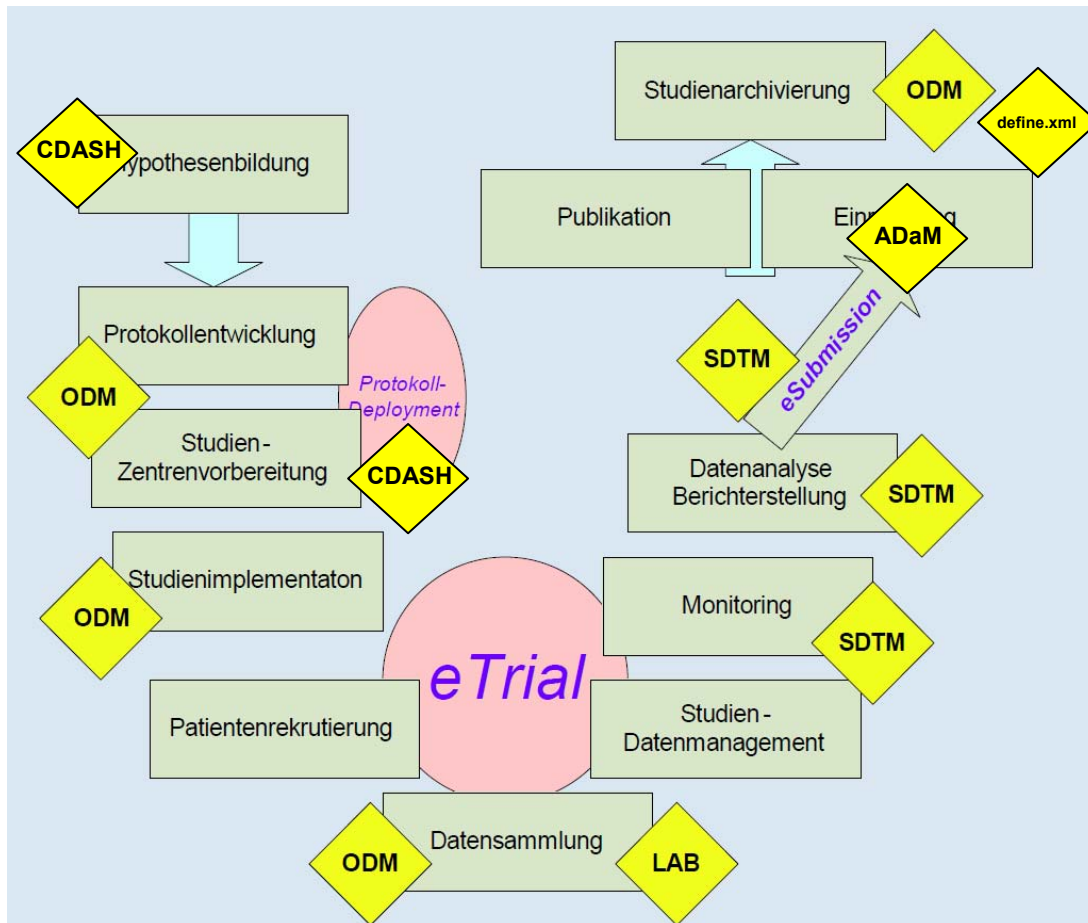 CDASH
ypothesenbildung
Protokollentwicklung
ODM
Protokoll-
Deployment
Studien-
Zentrenvorbereitung
CDASH
Studienimplementaton
ODM
eTrial
Patientenrekrutierung
Datensammlung
ODM
LAB
Studien-
Datenmanagement
Monitoring
SDTM
Datenanalyse
Berichterstellung
SDTM
eSubmission
SDTM
Publikation
ADaM
define.xml
Studienarchivierung
ODM